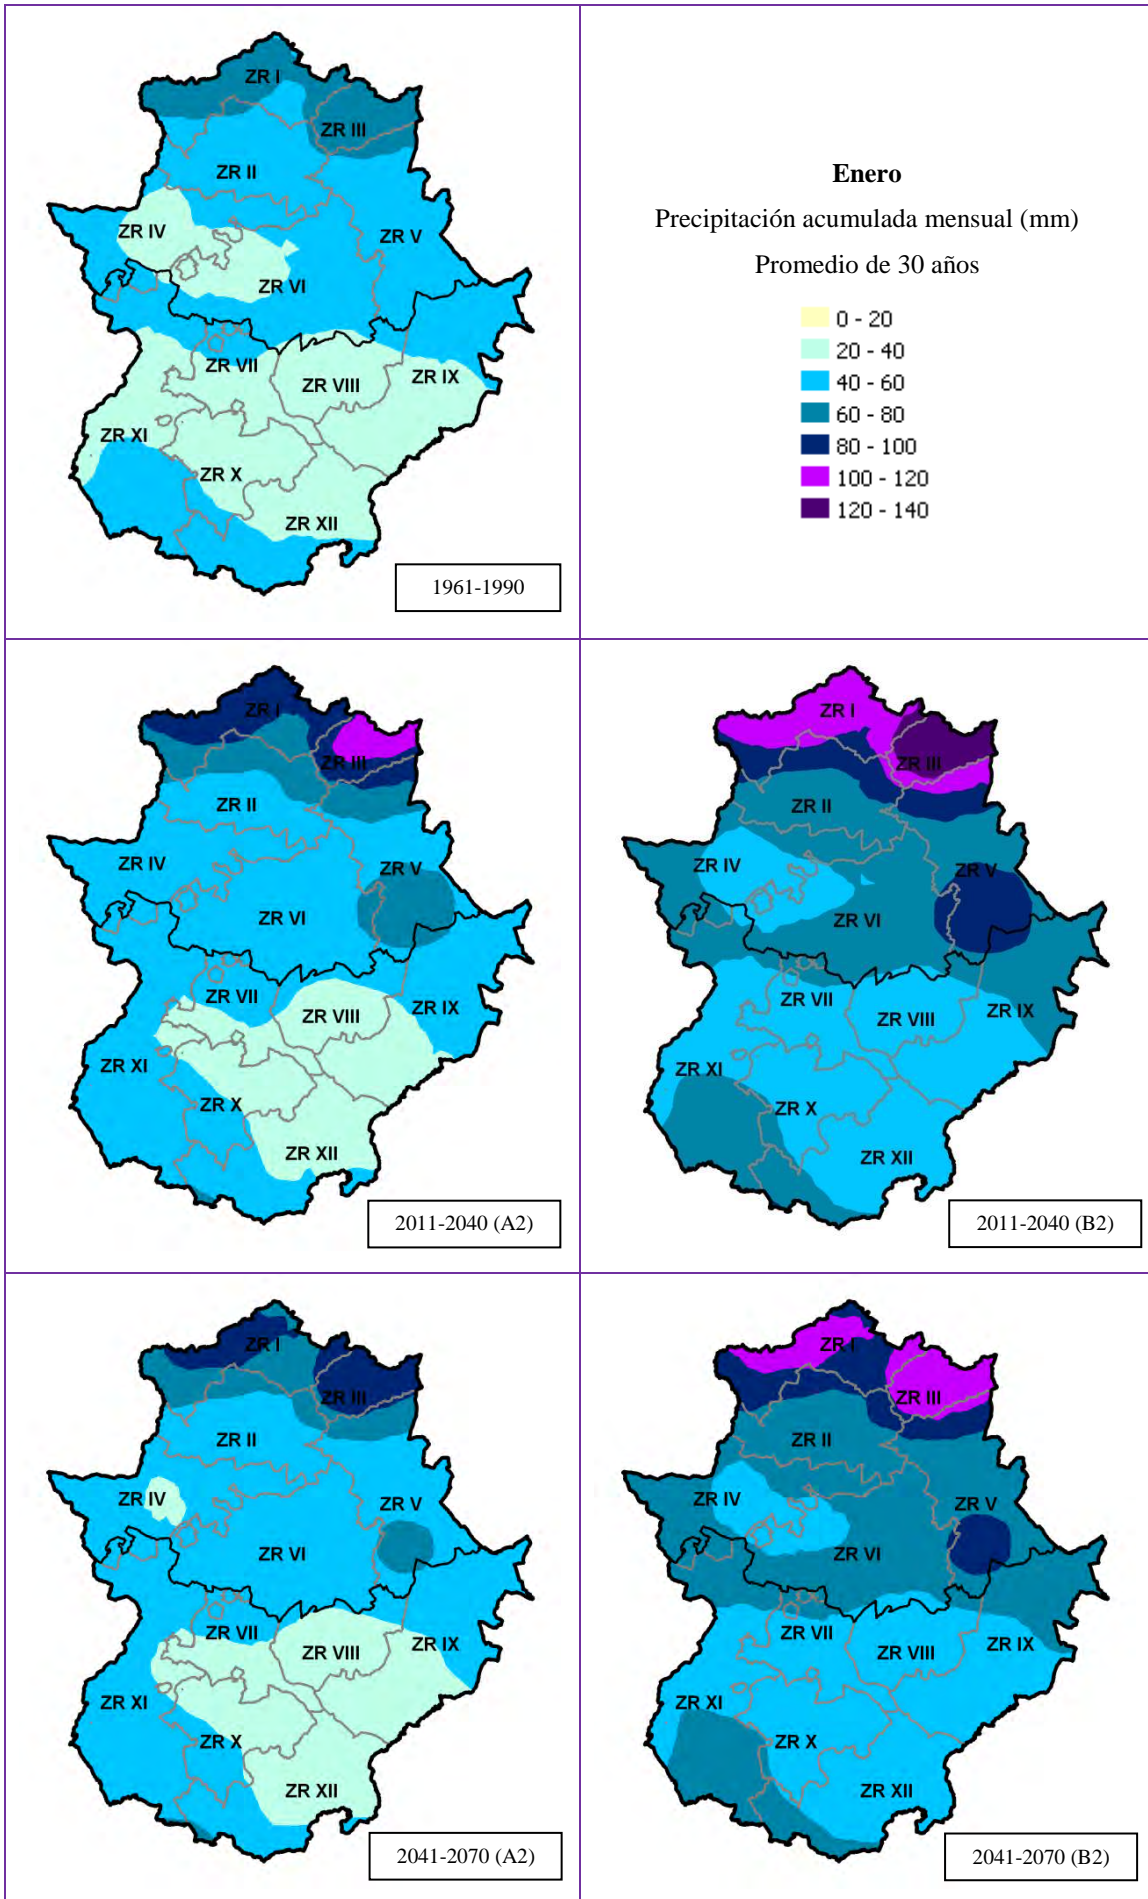 ZR I
ZR III
ZR II
ZR IV
ZR V
ZR VI
ZR VII
ZR VIII
ZR IX
ZR XI
ZR X
ZR XII
1961-1990
Enero
Precipitación acumulada mensual (mm)
Promedio de 30 años
0 - 20
20 - 40
40 - 60
60 - 80
80 - 100
100 - 120
120 - 140
ZR I
ZR III
ZR II
ZR IV
ZR V
ZR VI
ZR VII
ZR VIII
ZR IX
ZR XI
ZR X
ZR XII
2011-2040 (A2)
ZR I
ZR III
ZR II
ZR IV
ZR V
ZR VI
ZR VII
ZR VIII
ZR IX
ZR XI
ZR X
ZR XII
2011-2040 (B2)
ZR I
ZR III
ZR II
ZR IV
ZR V
ZR VI
ZR VII
ZR VIII
ZR IX
ZR XI
ZR X
ZR XII
2041-2070 (A2)
ZR I
ZR III
ZR II
ZR IV
ZR V
ZR VI
ZR VII
ZR VIII
ZR IX
ZR XI
ZR X
ZR XII
2041-2070 (B2)